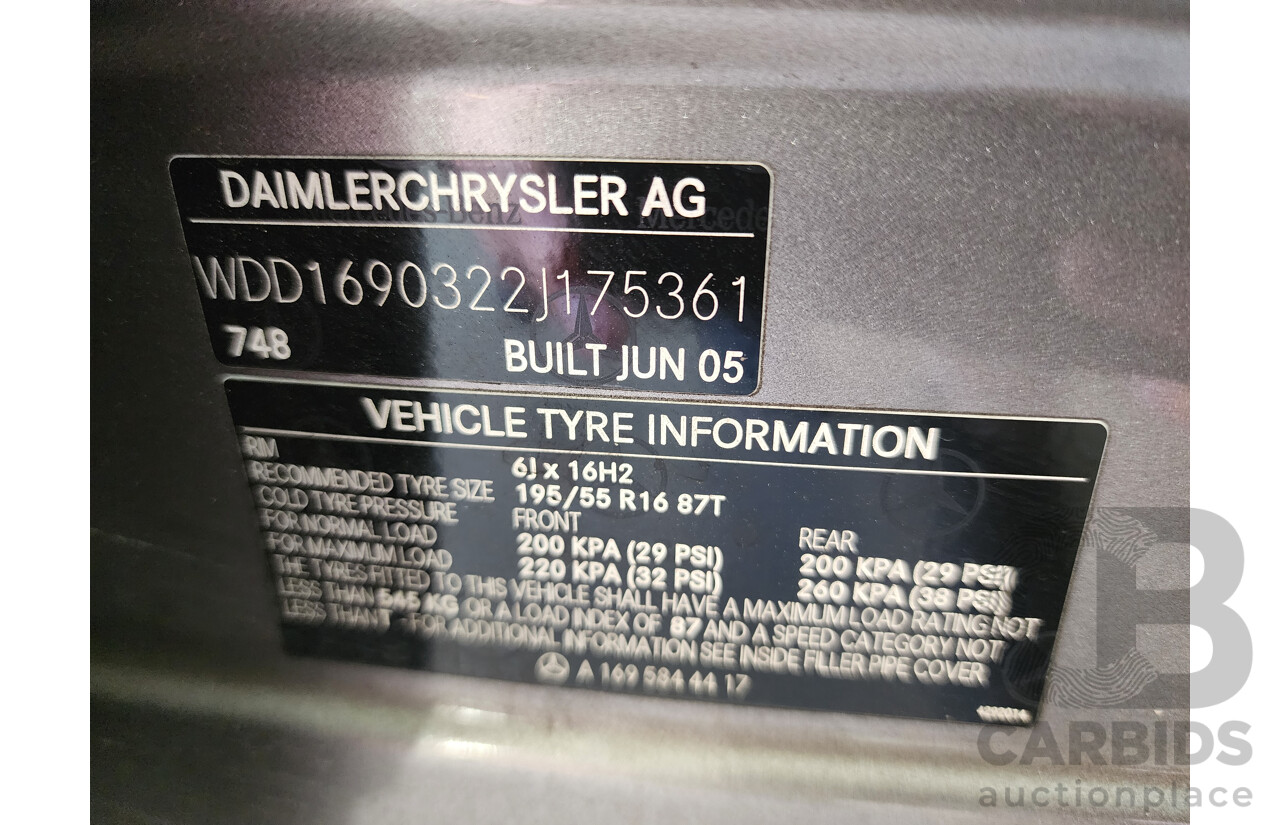 DAIMLERCHRYSLER AG
WDD1690322J175361
748 BUILT JUN 05
VEHICLE TYRE INFORMATION
RIM 6J x 16H2
RECOMMENDED TYRE SIZE 195/55 R16 87T
COLD TYRE PRESSURE FRONT REAR
FOR NORMAL LOAD 200 KPA (29 PSI) 200 KPA (29 PSI)
FOR MAXIMUM LOAD 220 KPA (32 PSI) 260 KPA (38 PSI)
THE TYRES FITTED TO THIS VEHICLE SHALL HAVE A MAXIMUM LOAD RATING NOT
LESS THAN 545 KG OR A LOAD INDEX OF 87 AND A SPEED CATEGORY NOT
LESS THAN T - FOR ADDITIONAL INFORMATION SEE INSIDE FILLER PIPE COVER
A 169 584 44 17
CARBIDS
auctionplace